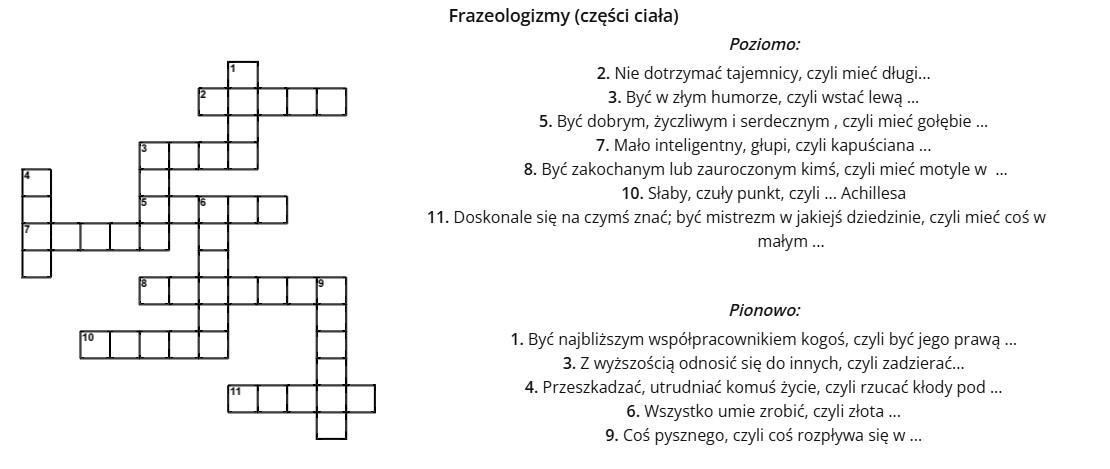 Frazeologizmy (części ciała)
Poziomo:
2. Nie dotrzymać tajemnicy, czyli mieć długi...
3. Być w złym humorze, czyli wstać lewą ...
5. Być dobrym, życzliwym i serdecznym , czyli mieć gołębie ...
7. Mało inteligentny, głupi, czyli kapuściana ...
8. Być zakochanym lub zauroczonym kimś, czyli mieć motyle w ...
10. Słaby, czuły punkt, czyli ... Achillesa
11. Doskonale się na czymś znać; być mistrezm w jakiejś dziedzinie, czyli mieć coś w
małym ...
Pionowo:
1. Być najbliższym współpracownikiem kogoś, czyli być jego prawą ...
3. Z wyższością odnosić się do innych, czyli zadzierać...
4. Przeszkadzać, utrudniać komuś życie, czyli rzucać kłody pod ...
6. Wszystko umie zrobić, czyli złota ...
9. Coś pysznego, czyli coś rozpływa się w ...
1
2
3
4
5
6
7
8
9
10
11